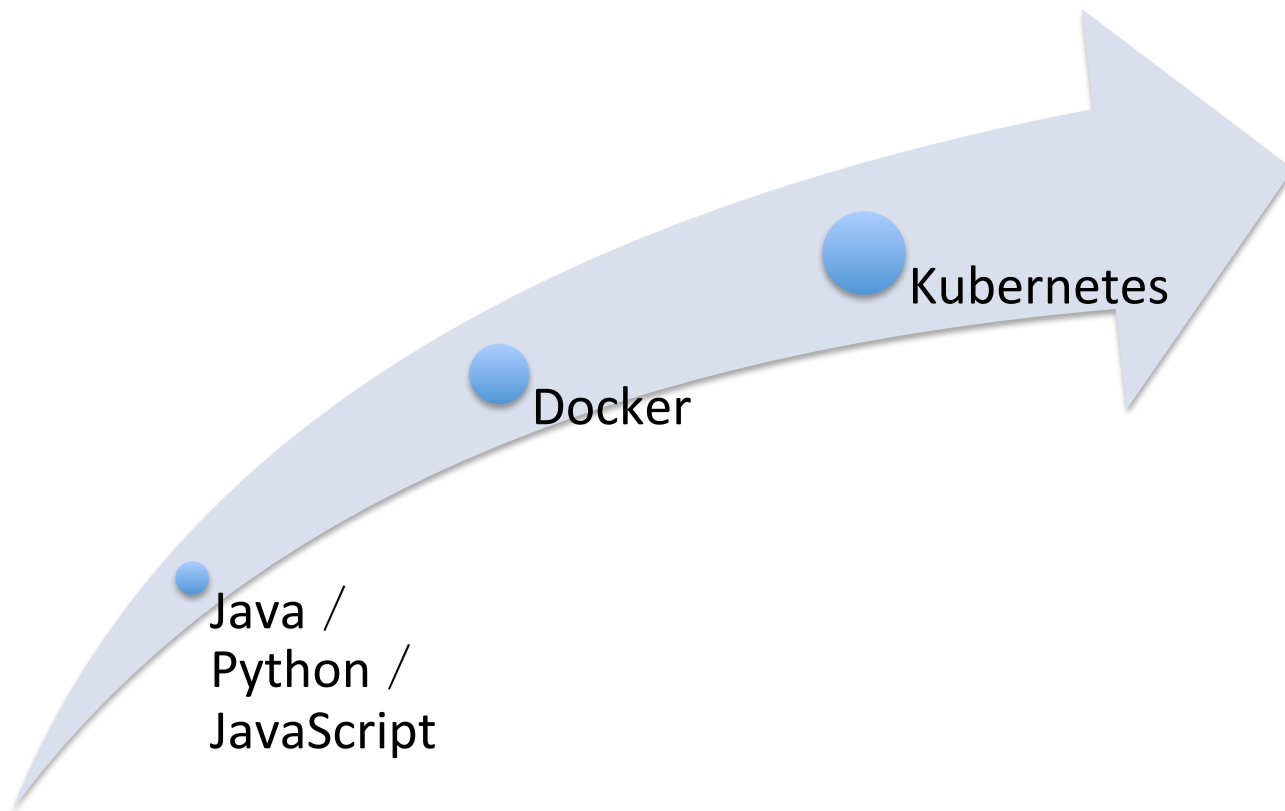 Java ／
Python ／
JavaScript
Docker
Kubernetes